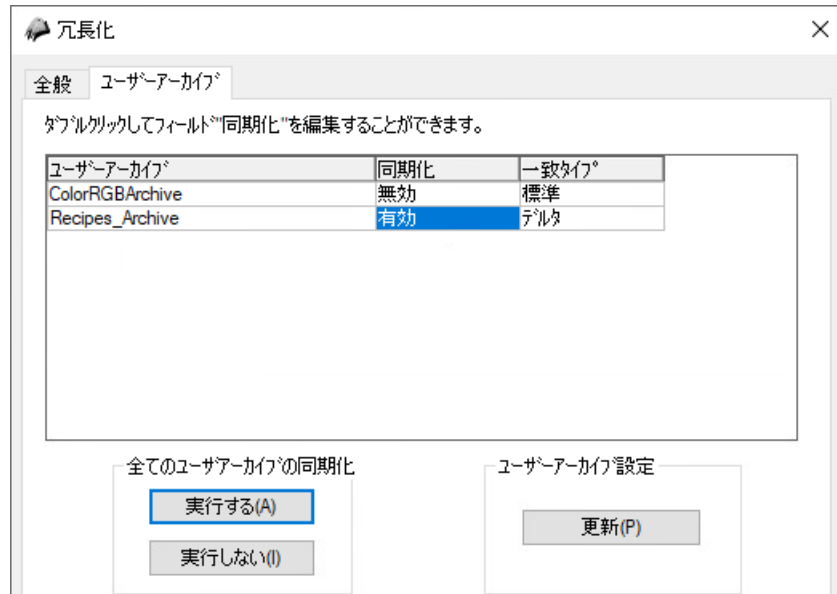 冗長化
全般 ユーザーアーカイブ
ダブルクリックしてフィールド"同期化"を編集することができます。
ユーザーアーカイブ 同期化 一致タイプ
ColorRGBArchive 無効 標準
Recipes_Archive 有効 デルタ
全てのユーザアーカイブの同期化
実行する(A)
実行しない(I)
ユーザーアーカイブ設定
更新(P)